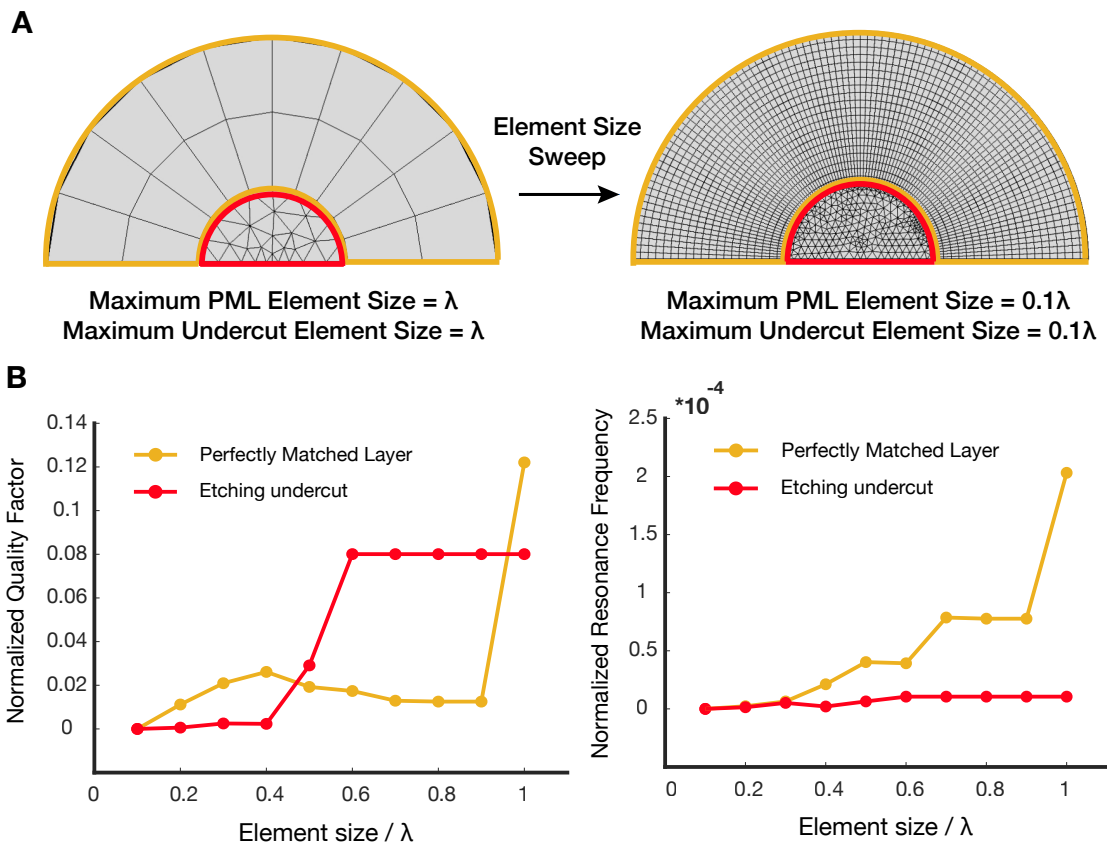 A
Element Size
Sweep
Maximum PML Element Size = λ
Maximum Undercut Element Size = λ
Maximum PML Element Size = 0.1λ
Maximum Undercut Element Size = 0.1λ
B
Normalized Quality Factor
0.14
0.12
0.1
0.08
0.06
0.04
0.02
0
Perfectly Matched Layer
Etching undercut
0 0.2 0.4 0.6 0.8 1
Element size / λ
*10-4
Normalized Resonance Frequency
2.5
2
1.5
1
0.5
0
Perfectly Matched Layer
Etching undercut
0 0.2 0.4 0.6 0.8 1
Element size / λ